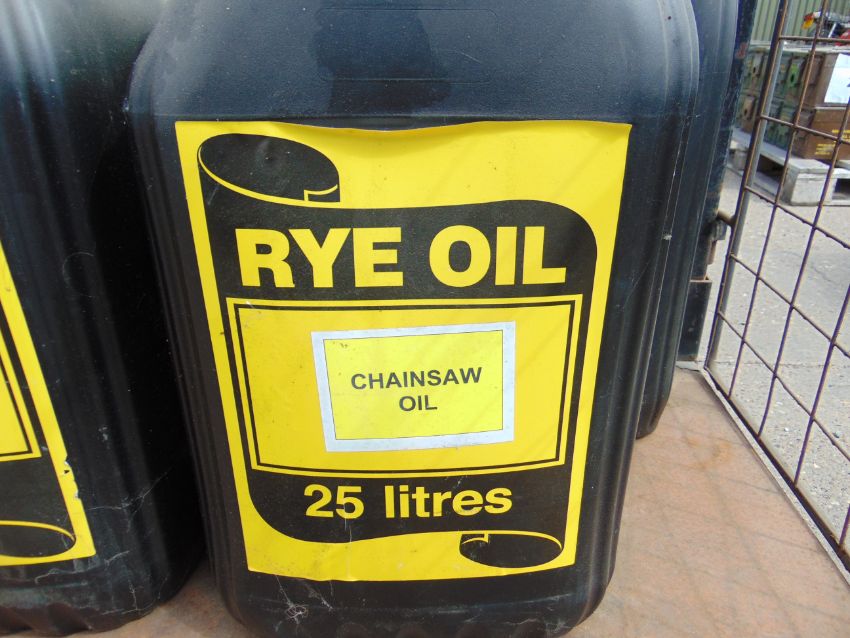 RYE OIL
CHAINSAW
OIL
25 litres